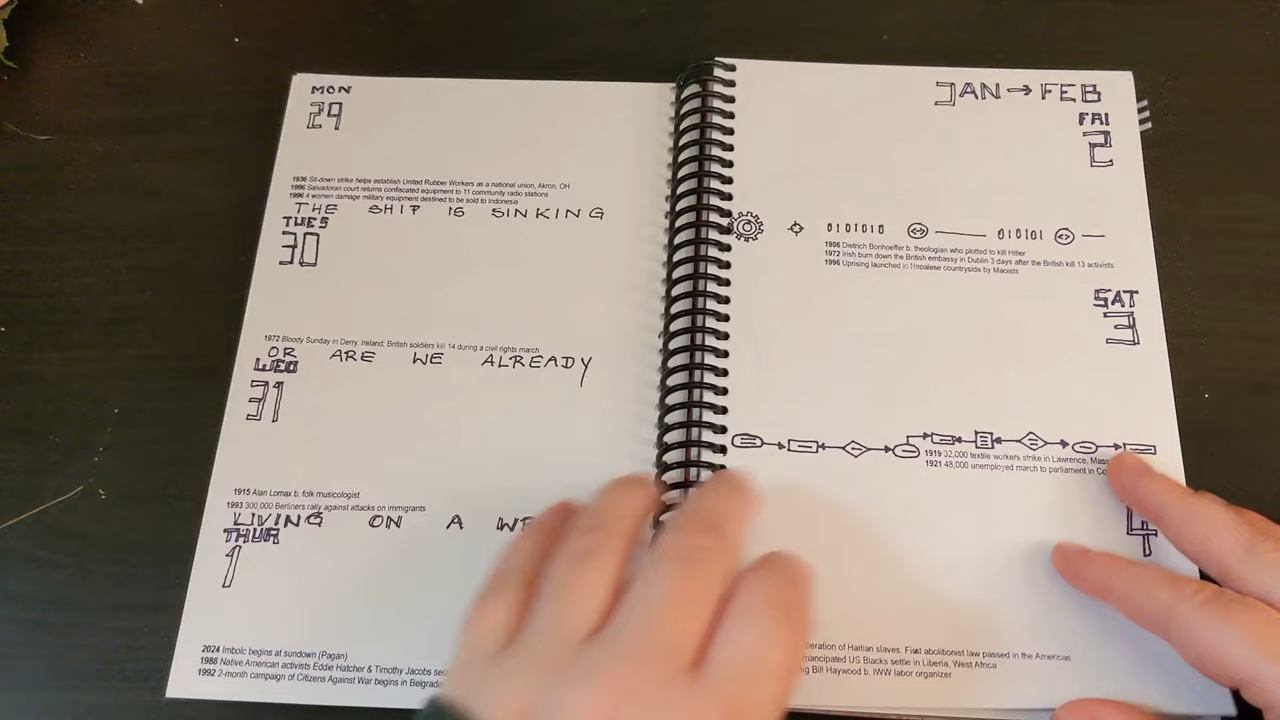 MON
29
1936 Sit-down strike helps establish United Rubber Workers as a national union, Akron, OH
1996 Salvadoran court returns confiscated equipment to 11 community radio stations
1996 4 women damage military equipment destined to be sold to Indonesia
THE SHIP IS SINKING
TUES
30
1972 Bloody Sunday in Derry, Ireland; British soldiers kill 14 during a civil rights march
OR ARE WE ALREADY
WED
31
1915 Alan Lomax b. folk musicologist
1993 300,000 Berliners rally against attacks on immigrants
LIVING ON A
THUR
1
2024 Imbolc begins at sundown (Pagan)
1988 Native American activists Eddie Hatcher & Timothy Jacobs
1992 2-month campaign of Citizens Against War begins in Belgrade
JAN → FEB
FRI
2
0101010 <> 010101 <>
1906 Dietrich Bonhoeffer b. theologian who plotted to kill Hitler
1972 Irish burn down the British embassy in Dublin 3 days after the British kill 13 activists
1996 Uprising launched in Nepalese countryside by Maoists
SAT
3
1919 32,000 textile workers strike in Lawrence,
1921 48,000 unemployed march to parliament in
4
of Haitian slaves. First abolitionist law passed in the Americas
US Blacks settle in Liberia, West Africa
Bill Haywood b. IWW labor organizer